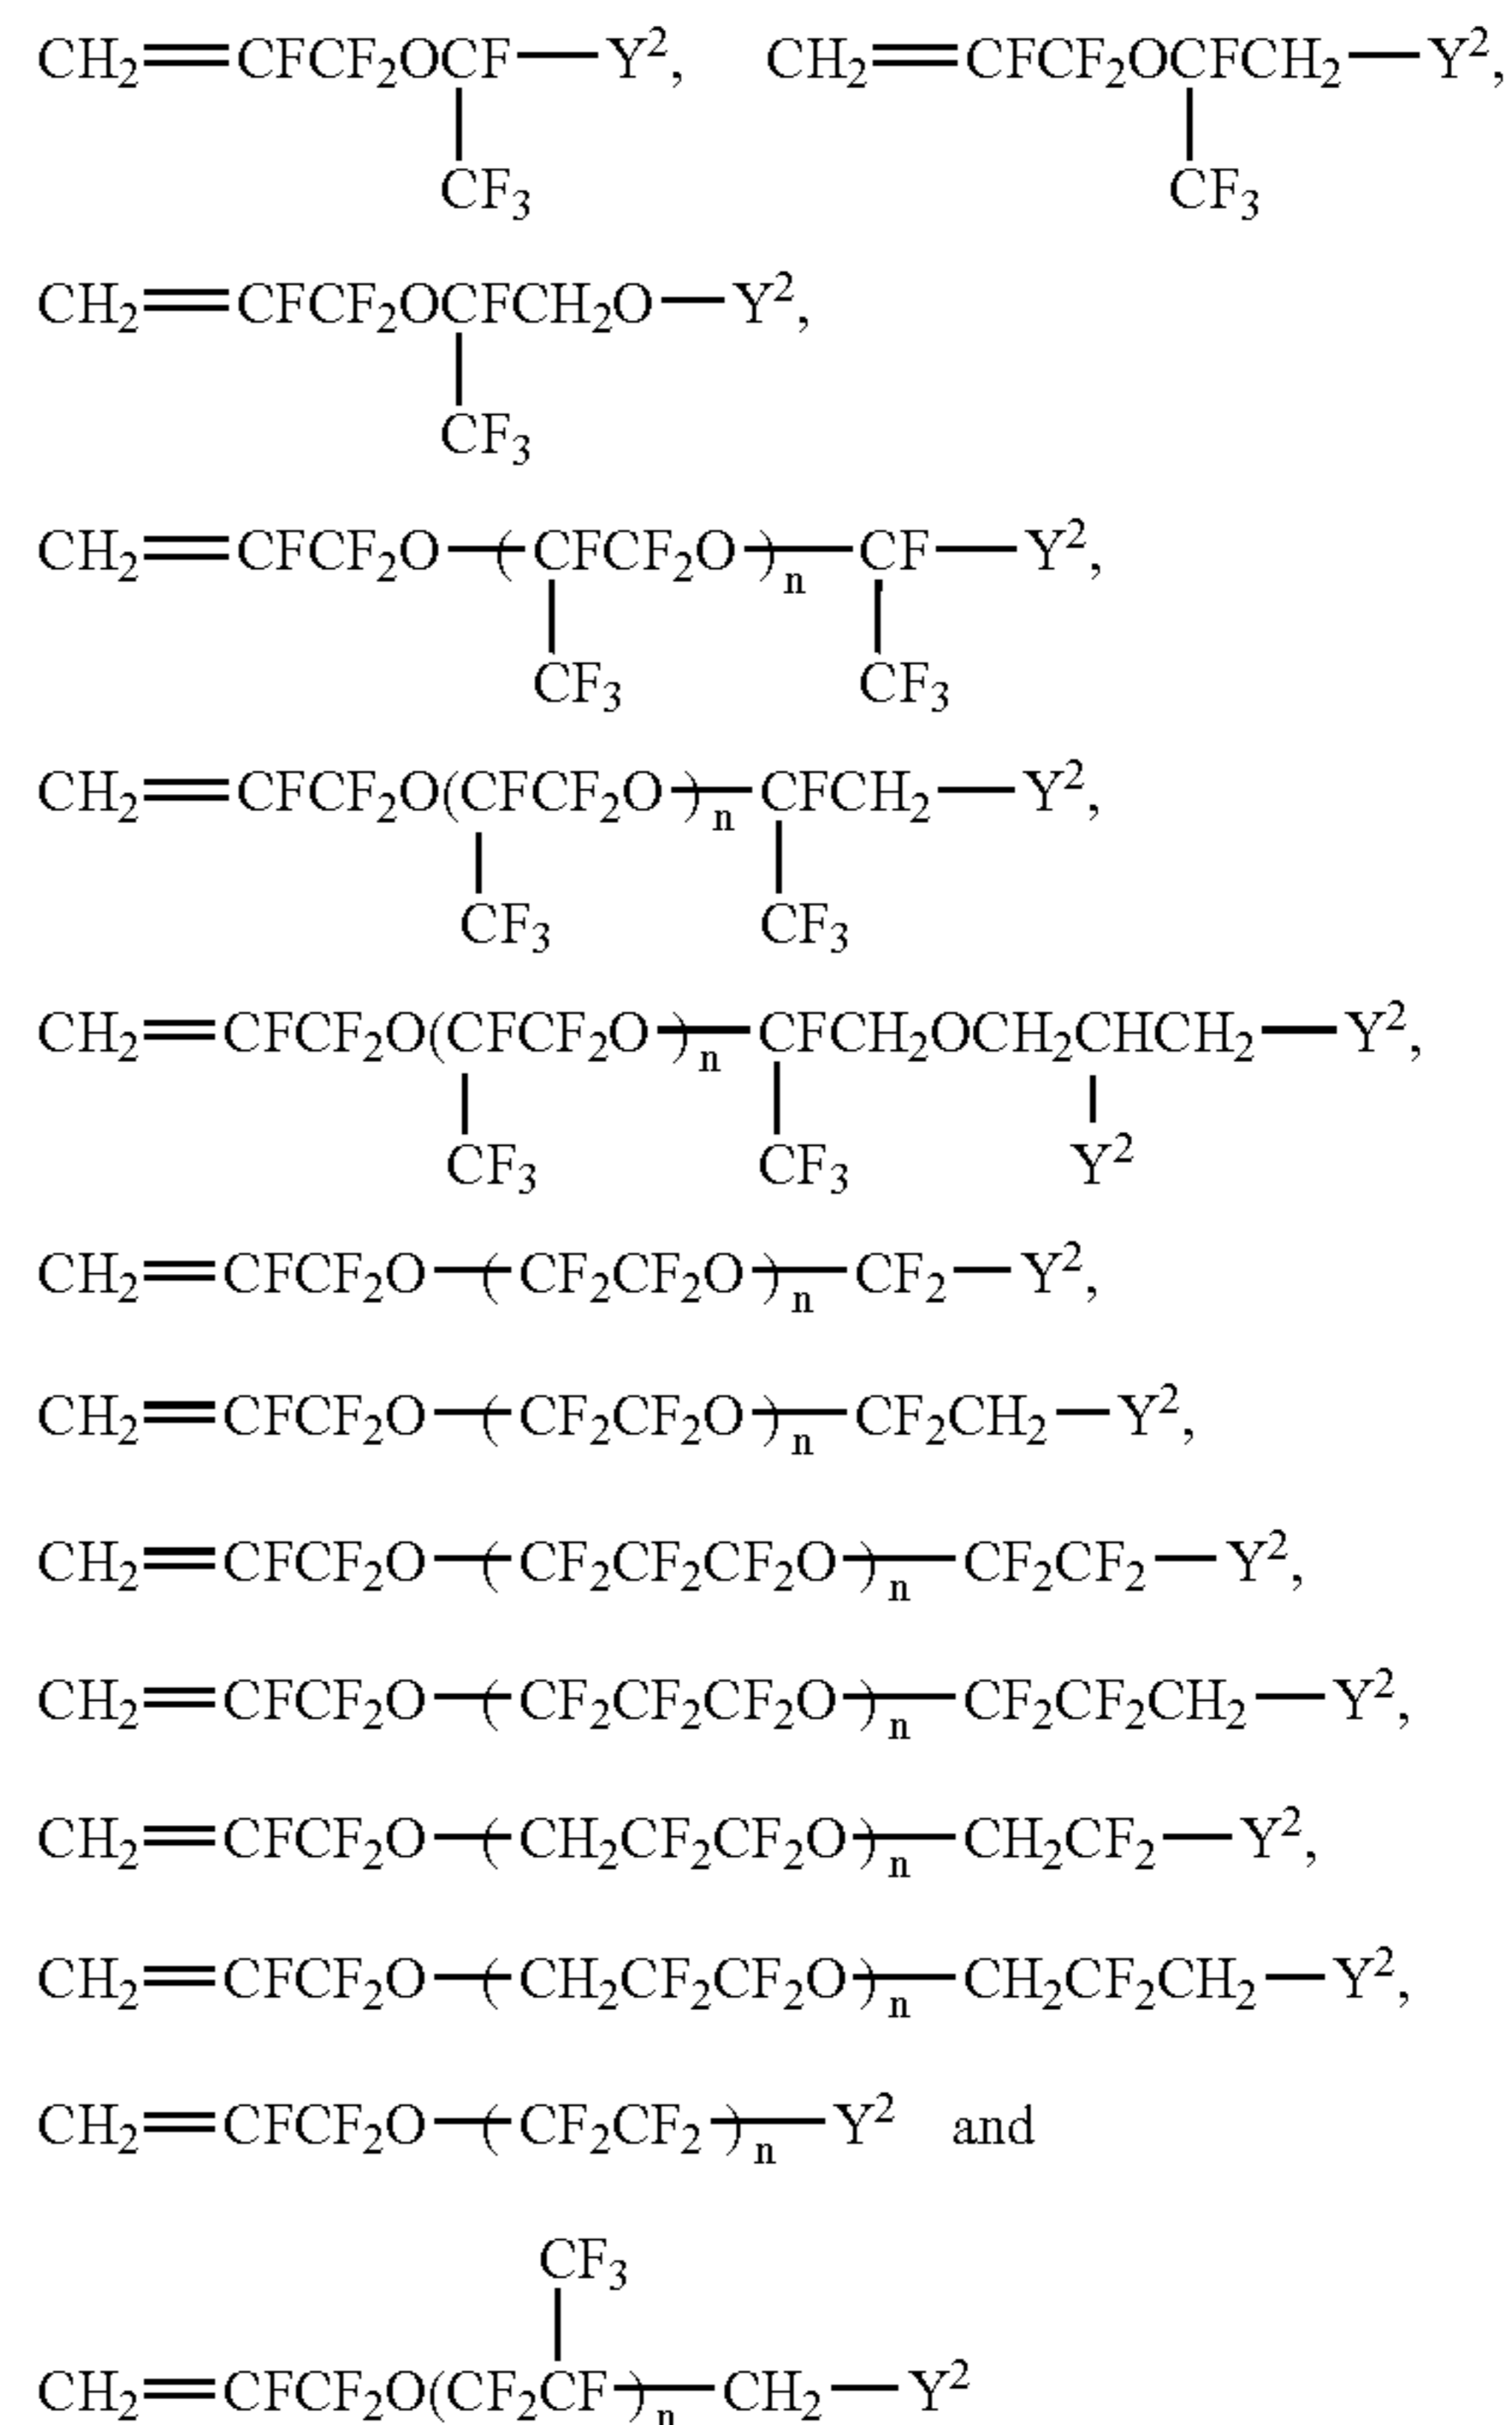 CH₂=CFCF₂OCF—Y², CH₂=CFCF₂OCFCH₂—Y²,
CF₃ CF₃
CH₂=CFCF₂OCFCH₂O—Y²,
CF₃
CH₂=CFCF₂O—(CFCF₂O)ₙ—CF—Y²,
CF₃ CF₃
CH₂=CFCF₂O(CFCF₂O)ₙ—CFCH₂—Y²,
CF₃ CF₃
CH₂=CFCF₂O(CFCF₂O)ₙ—CFCH₂OCH₂CHCH₂—Y²,
CF₃ CF₃ Y²
CH₂=CFCF₂O—(CF₂CF₂O)ₙ—CF₂—Y²,
CH₂=CFCF₂O—(CF₂CF₂O)ₙ—CF₂CH₂—Y²,
CH₂=CFCF₂O—(CF₂CF₂CF₂O)ₙ—CF₂CF₂—Y²,
CH₂=CFCF₂O—(CF₂CF₂CF₂O)ₙ—CF₂CF₂CH₂—Y²,
CH₂=CFCF₂O—(CH₂CF₂CF₂O)ₙ—CH₂CF₂—Y²,
CH₂=CFCF₂O—(CH₂CF₂CF₂O)ₙ—CH₂CF₂CH₂—Y²,
CH₂=CFCF₂O—(CF₂CF₂)ₙ—Y² and
CF₃
CH₂=CFCF₂O(CF₂CF)ₙ—CH₂—Y²